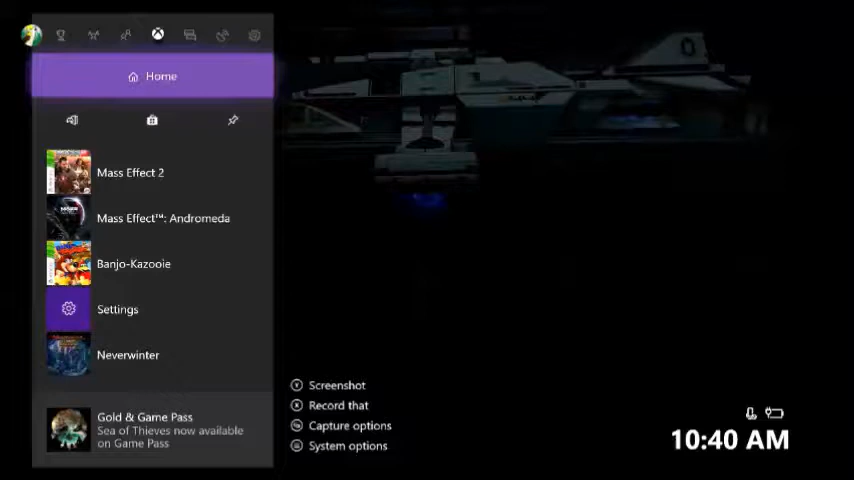 Home
Mass Effect 2
Mass Effect™: Andromeda
Banjo-Kazooie
Settings
Neverwinter
Gold & Game Pass
Sea of Thieves now available
on Game Pass
Screenshot
Record that
Capture options
System options
10:40 AM
0